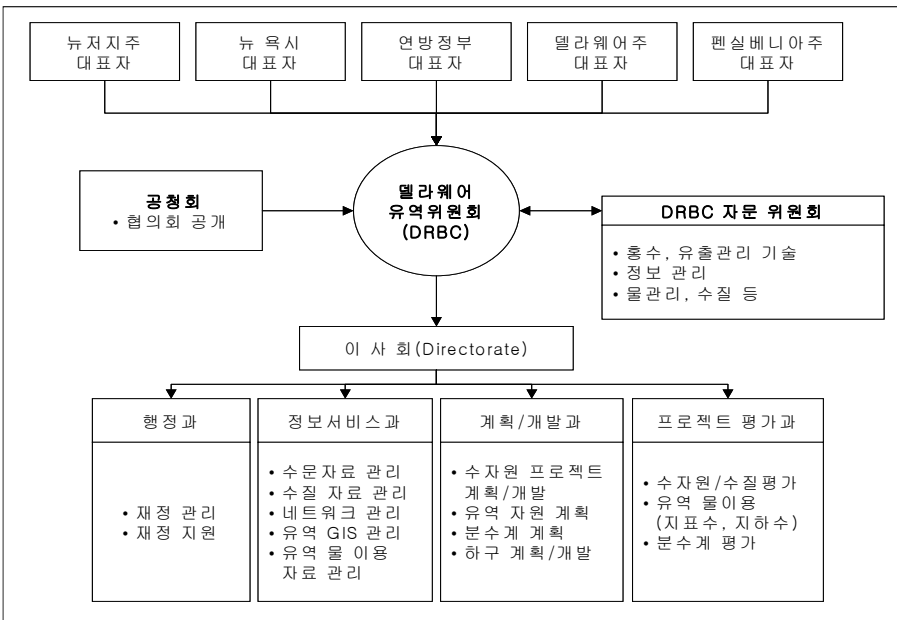 뉴저지주
대표자
뉴 욕시
대표자
연방정부
대표자
델라웨어주
대표자
펜실베니아주
대표자
공청회
• 협의회 공개
델라웨어
유역위원회
(DRBC)
DRBC 자문 위원회
• 홍수, 유출관리 기술
• 정보 관리
• 물관리, 수질 등
이 사 회(Directorate)
행정과
• 재정 관리
• 재정 지원
정보서비스과
• 수문자료 관리
• 수질 자료 관리
• 네트워크 관리
• 유역 GIS 관리
• 유역 물 이용
자료 관리
계획/개발과
• 수자원 프로젝트
계획/개발
• 유역 자원 계획
• 분수계 계획
• 하구 계획/개발
프로젝트 평가과
• 수자원/수질평가
• 유역 물이용
(지표수, 지하수)
• 분수계 평가